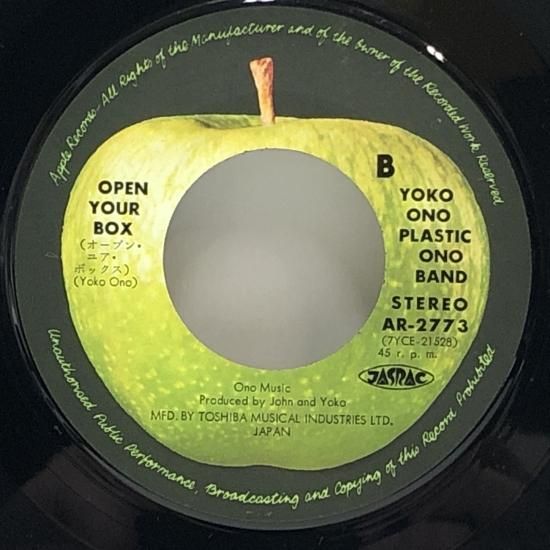 Apple Records All Rights of the Manufacturer and of the Owner of the Recorded Work Reserved
B
OPEN
YOUR
BOX
(オープン・
ユア・
ボックス)
(Yoko Ono)
YOKO
ONO
PLASTIC
ONO
BAND
STEREO
AR-2773
(7YCE-21528)
45 r. p. m.
JASRAC
Ono Music
Produced by John and Yoko
MFD. BY TOSHIBA MUSICAL INDUSTRIES LTD.
JAPAN
Unauthorised Public Performance, Broadcasting and Copying of this Record Prohibited